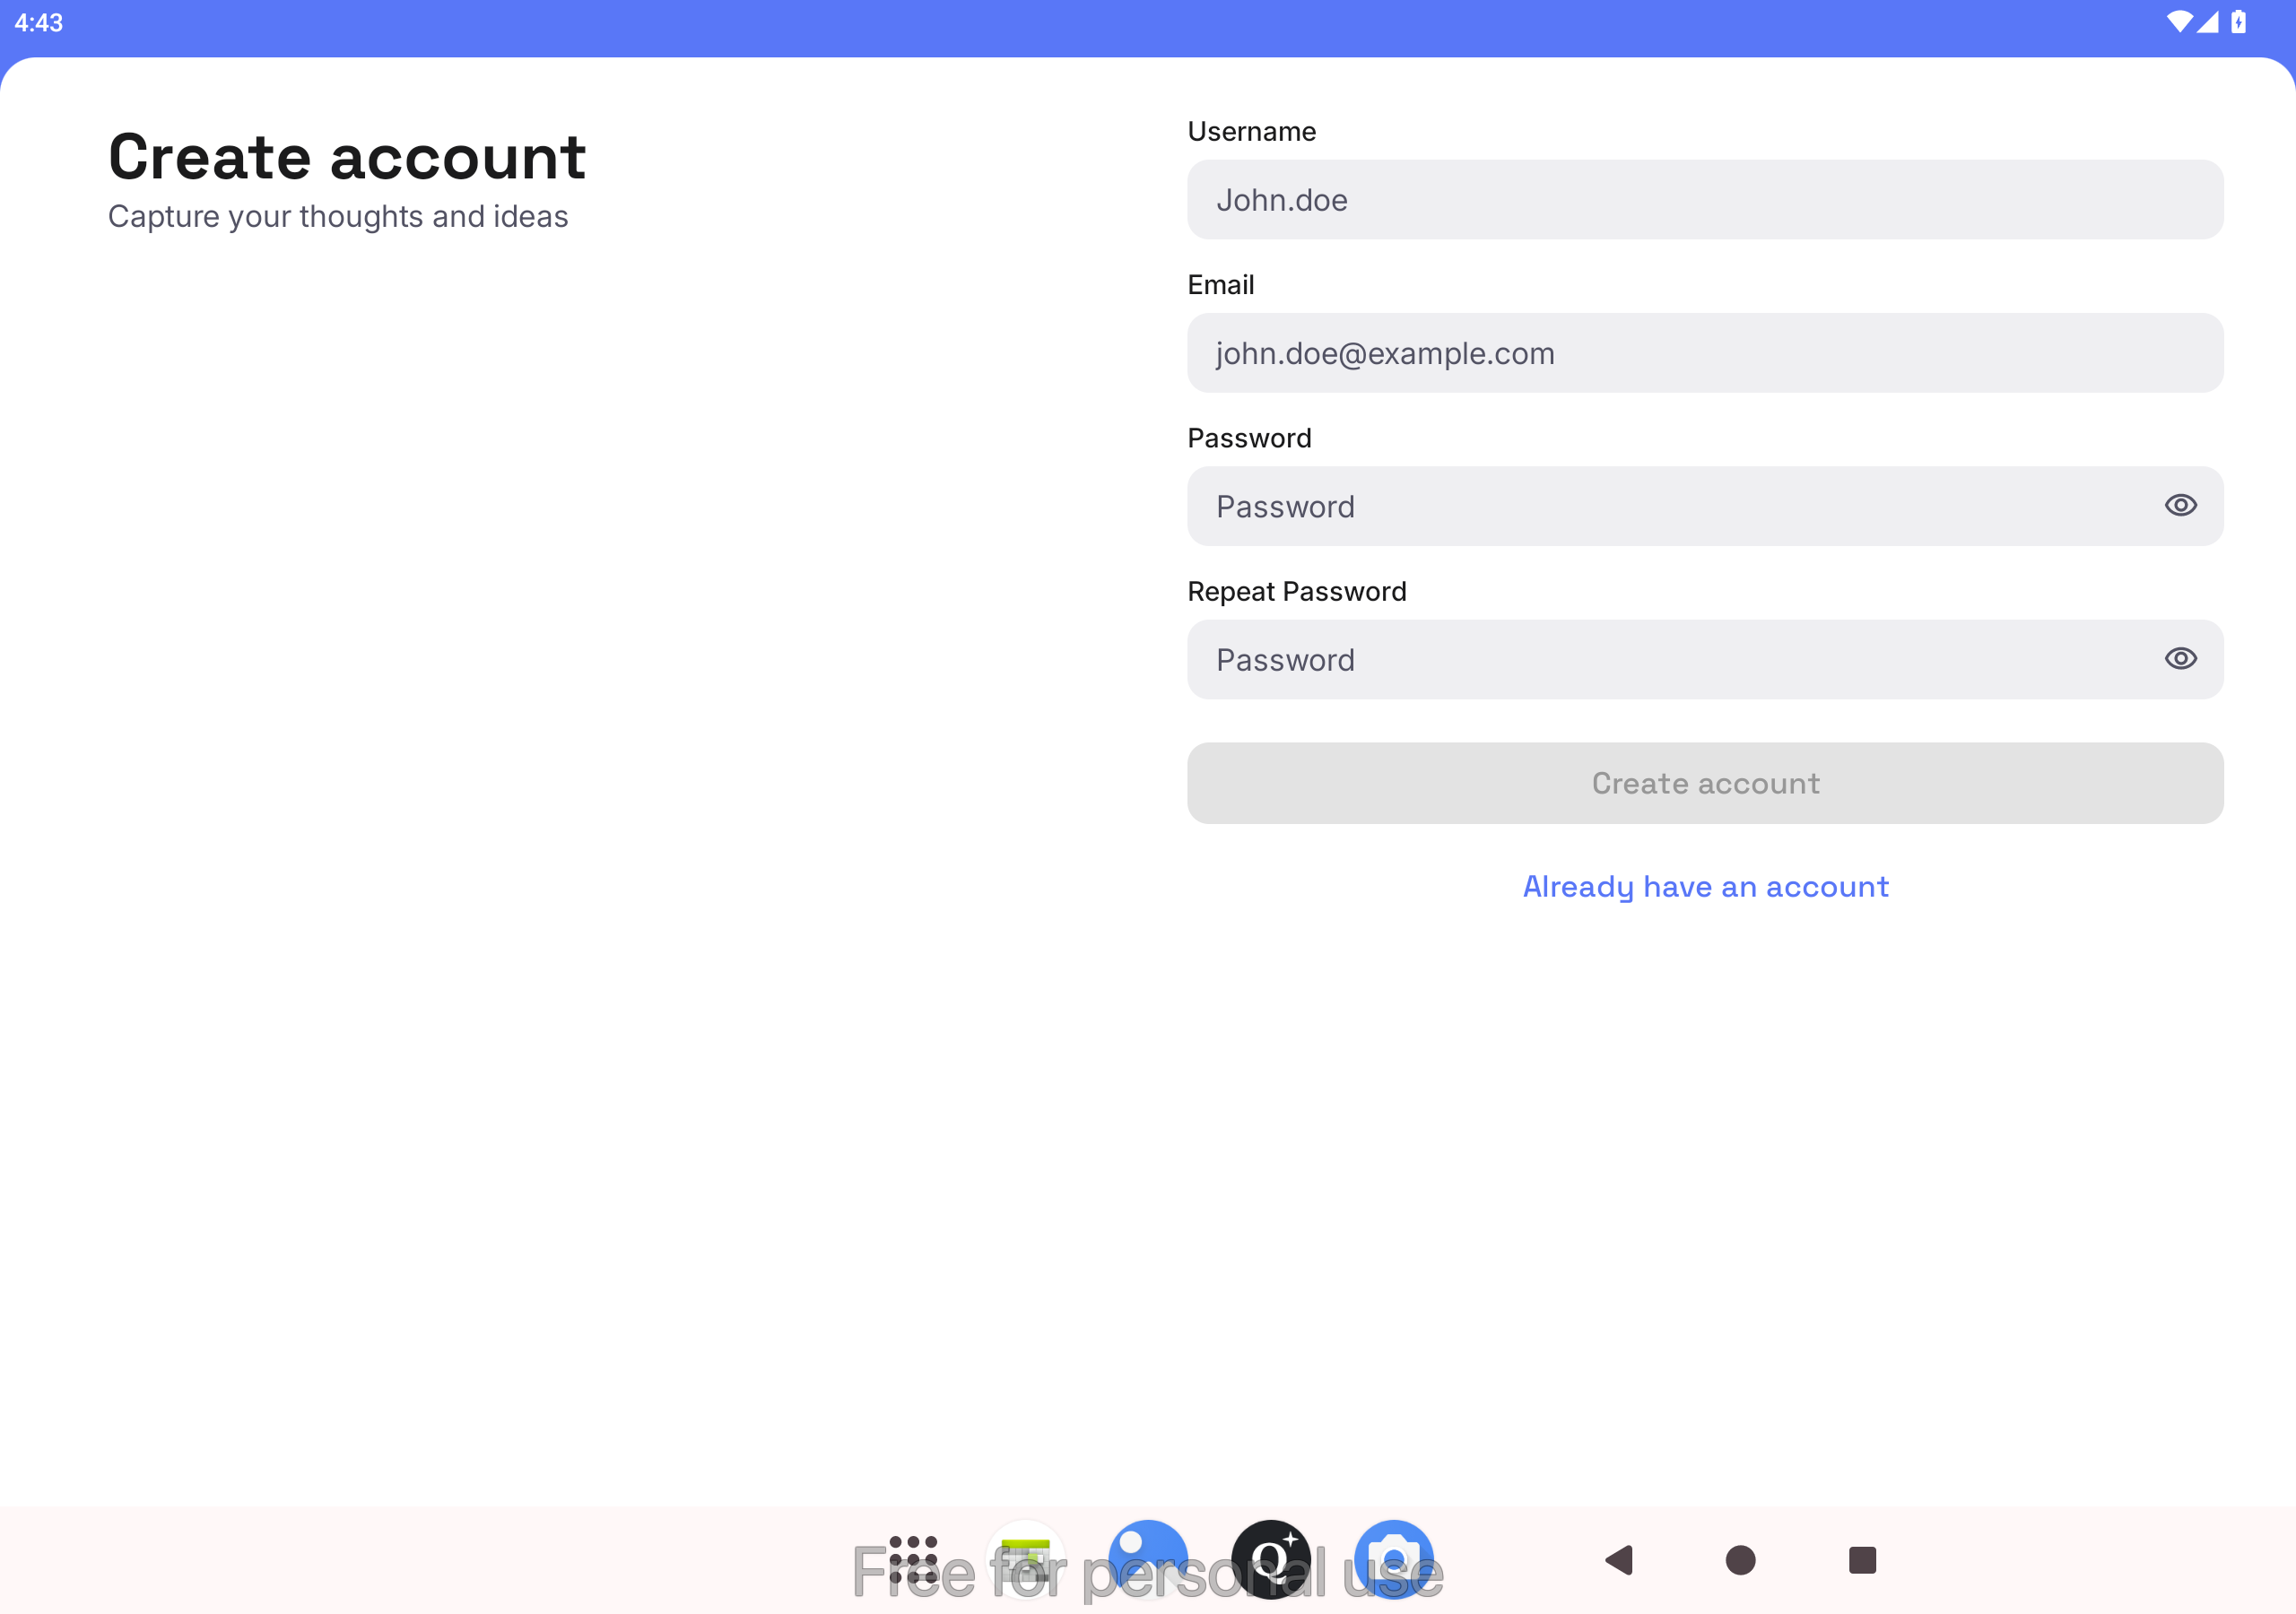 4:43
Create account
Capture your thoughts and ideas
Username
John.doe
Email
john.doe@example.com
Password
Password
Repeat Password
Password
Create account
Already have an account
Free for personal use